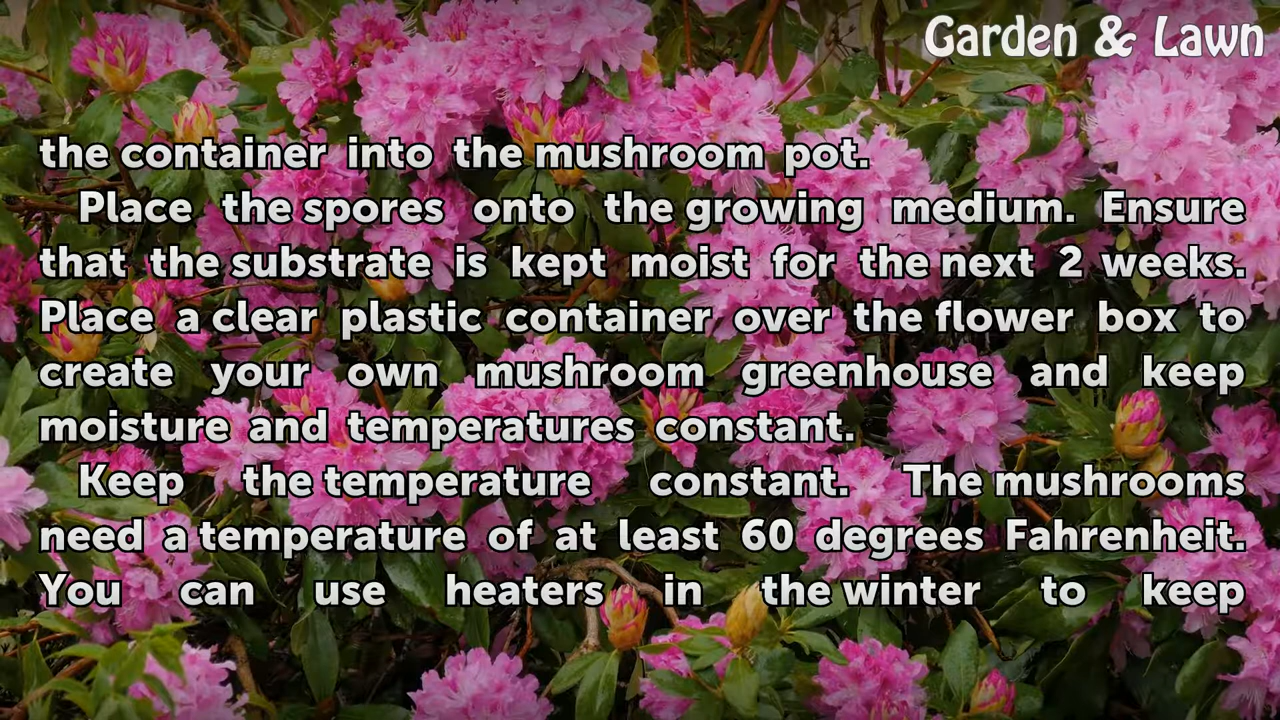 Garden & Lawn
the container into the mushroom pot.
Place the spores onto the growing medium. Ensure
that the substrate is kept moist for the next 2 weeks.
Place a clear plastic container over the flower box to
create your own mushroom greenhouse and keep
moisture and temperatures constant.
Keep the temperature constant. The mushrooms
need a temperature of at least 60 degrees Fahrenheit.
You can use heaters in the winter to keep